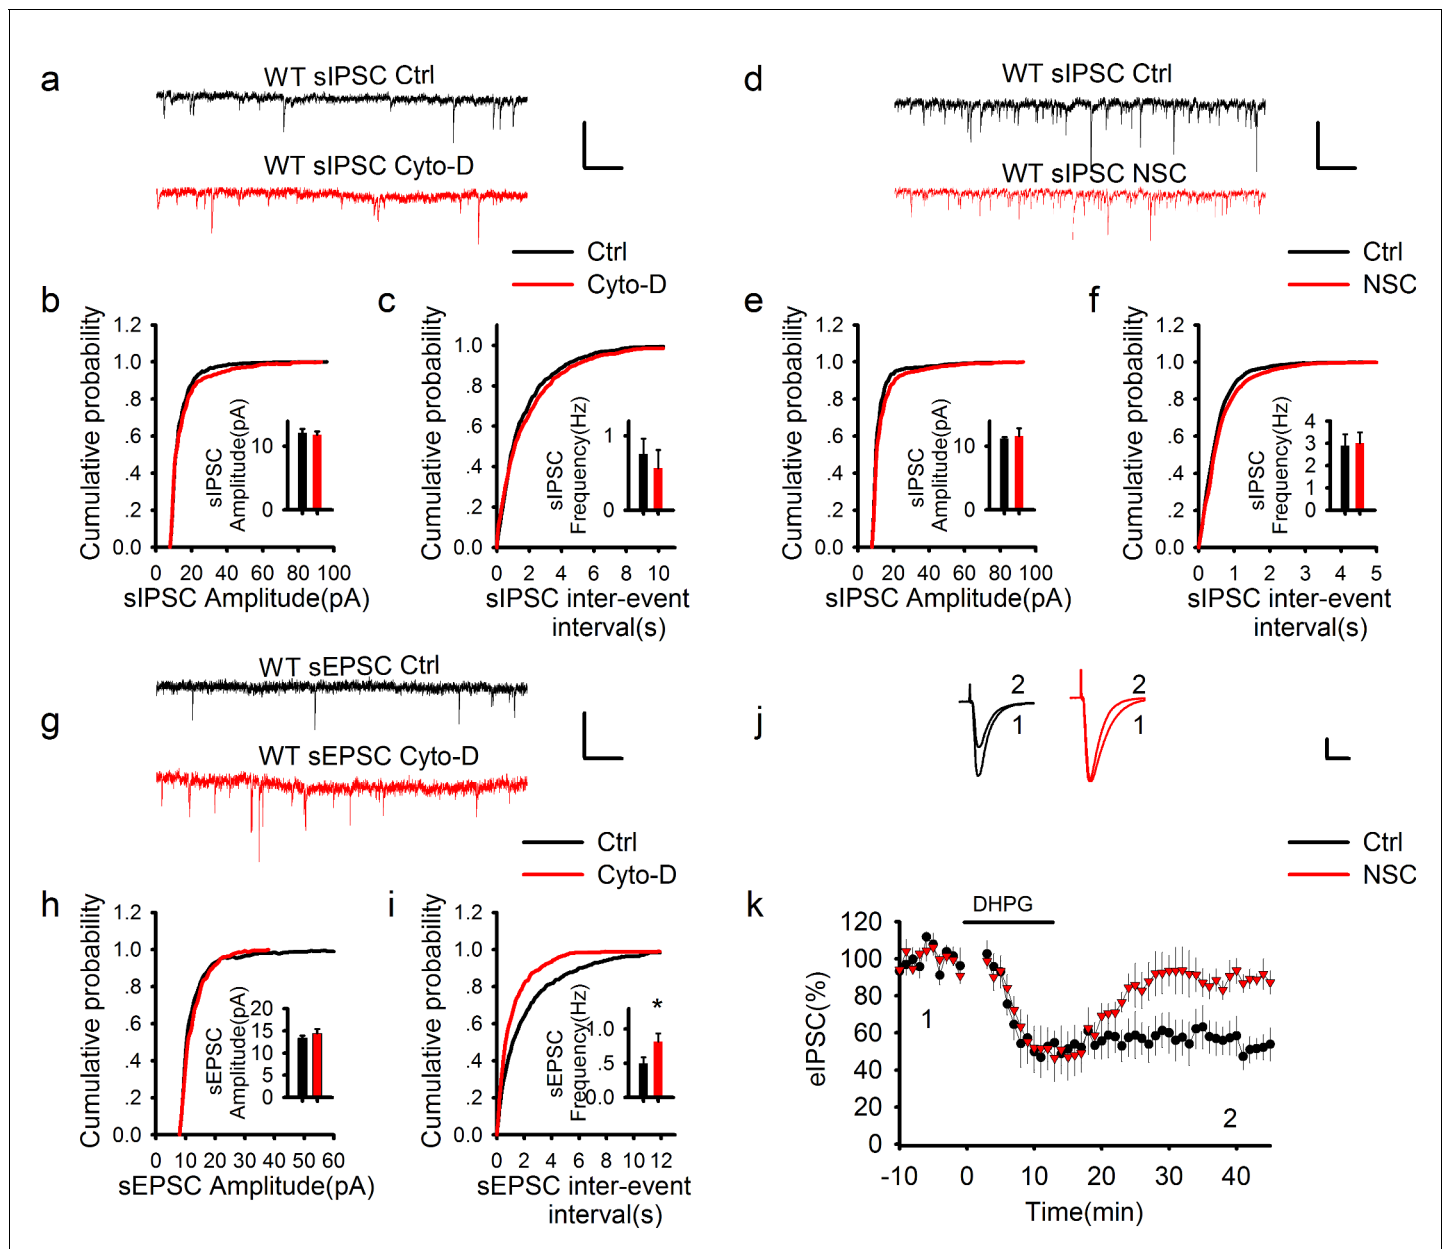 a
WT sIPSC Ctrl
WT sIPSC Cyto-D
Ctrl
Cyto-D
b
Cumulative probability
1.2
1.0
.8
.6
.4
.2
0.0
0 20 40 60 80 100
sIPSC Amplitude(pA)
sIPSC
Amplitude(pA)
10
0
c
Cumulative probability
1.0
.8
.6
.4
.2
0.0
0 2 4 6 8 10
sIPSC inter-event
interval(s)
sIPSC
Frequency(Hz)
1
0
d
WT sIPSC Ctrl
WT sIPSC NSC
Ctrl
NSC
e
Cumulative probability
1.2
1.0
.8
.6
.4
.2
0.0
0 20 40 60 80 100
sIPSC Amplitude(pA)
sIPSC
Amplitude(pA)
10
0
f
Cumulative probability
1.2
1.0
.8
.6
.4
.2
0.0
0 1 2 3 4 5
sIPSC inter-event
interval(s)
sIPSC
Frequency(Hz)
4
3
2
1
0
g
WT sEPSC Ctrl
WT sEPSC Cyto-D
Ctrl
Cyto-D
h
Cumulative probability
1.2
1.0
.8
.6
.4
.2
0.0
0 10 20 30 40 50 60
sEPSC Amplitude(pA)
sEPSC
Amplitude(pA)
20
15
10
5
0
i
Cumulative probability
1.2
1.0
.8
.6
.4
.2
0.0
0 2 4 6 8 10 12
sEPSC inter-event
interval(s)
sEPSC
Frequency(Hz)
1.0
.5
0.0
*
j
2
1
2
1
Ctrl
NSC
k
DHPG
eIPSC(%)
120
100
80
60
40
20
0
1
2
-10 0 10 20 30 40
Time(min)